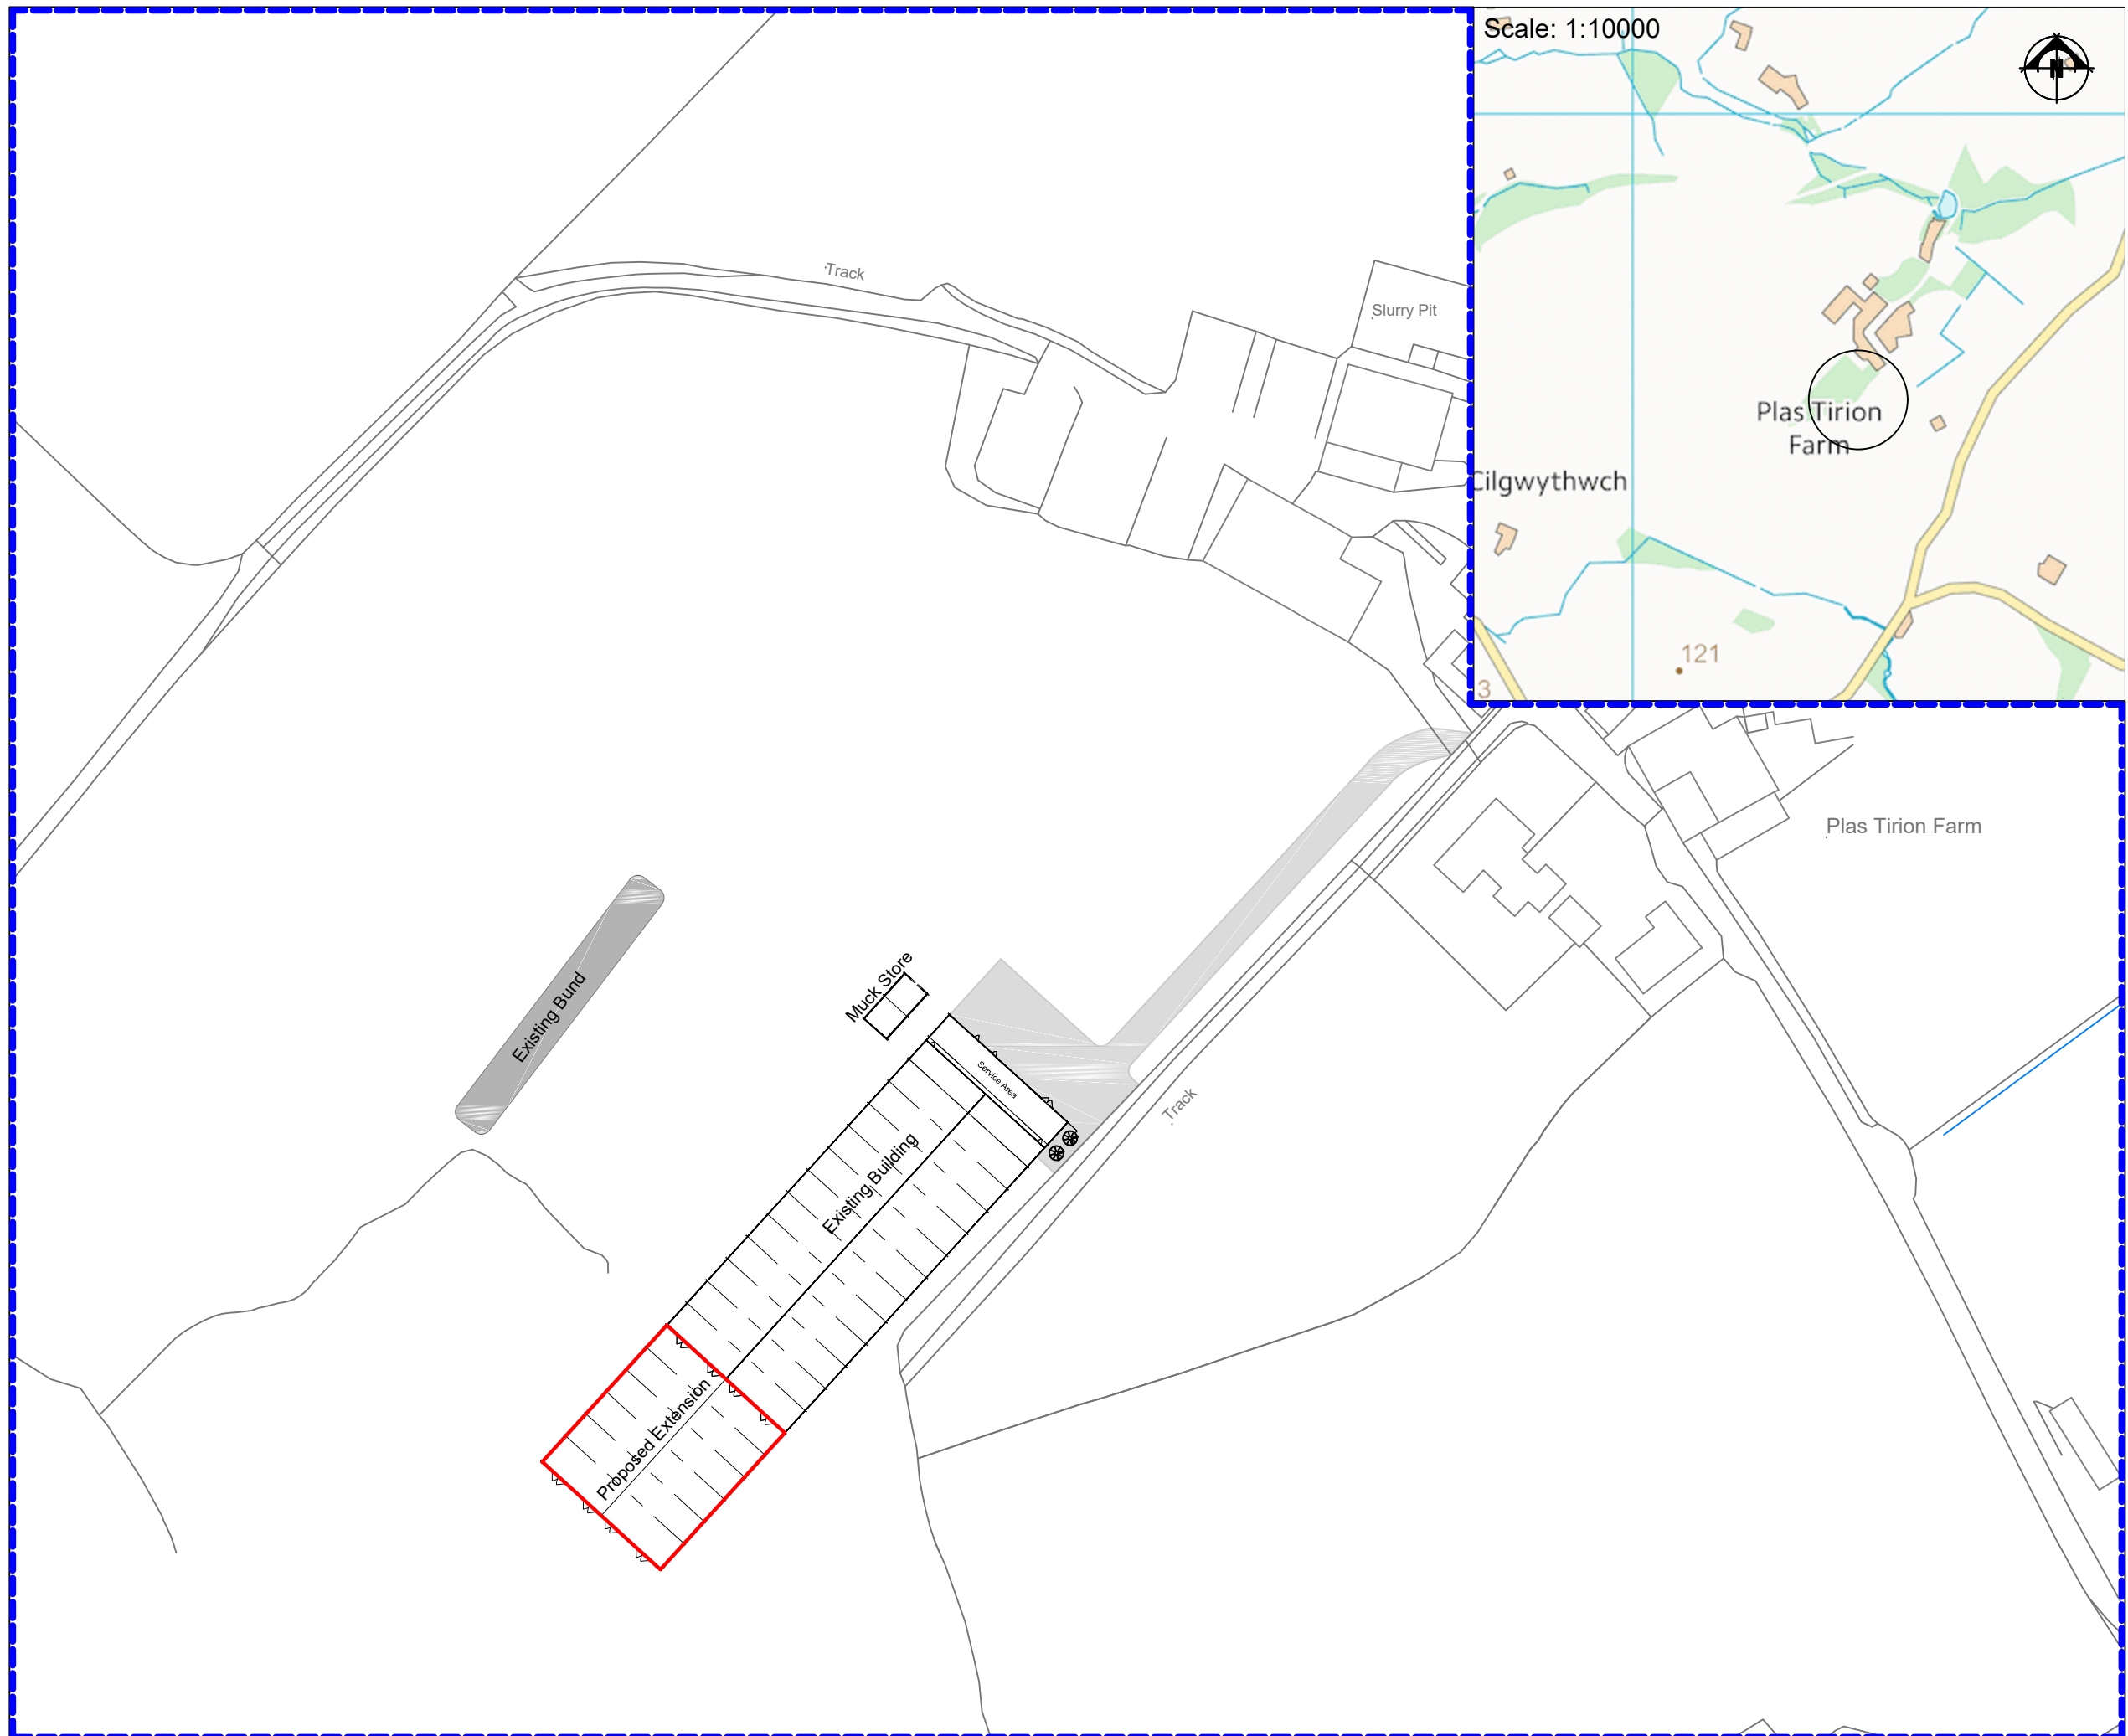 Scale: 1:10000
N
Plas Tirion
Farm
Cilgwythwch
121
3
Track
Slurry Pit
Plas Tirion Farm
Muck Store
Existing Bund
Service Area
Track
Existing Building
Proposed Extension